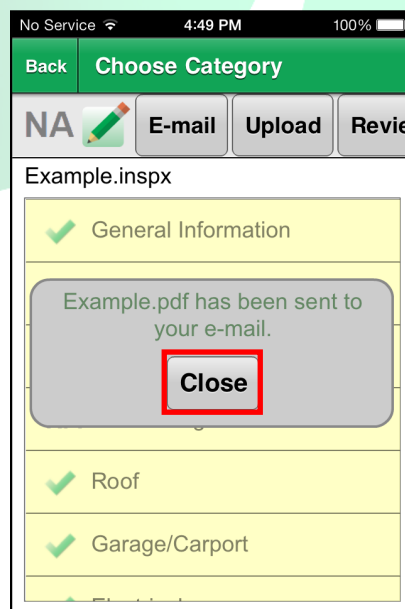 No Service 4:49 PM 100%
Back Choose Category
NA E-mail Upload Revie
Example.inspx
General Information
Example.pdf has been sent to
your e-mail.
Close
Roof
Garage/Carport